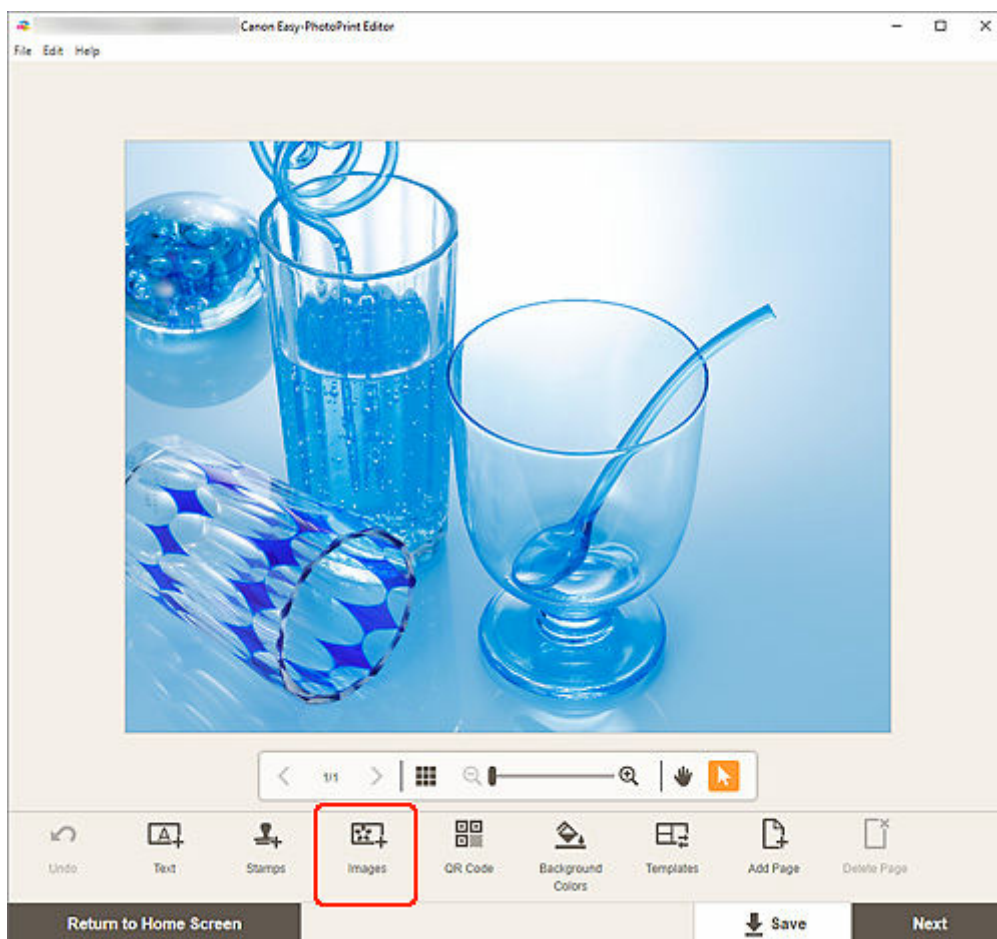 Canon Easy-PhotoPrint Editor
File Edit Help
1/1
Undo Text Stamps Images QR Code Background Colors Templates Add Page Delete Page
Return to Home Screen Save Next